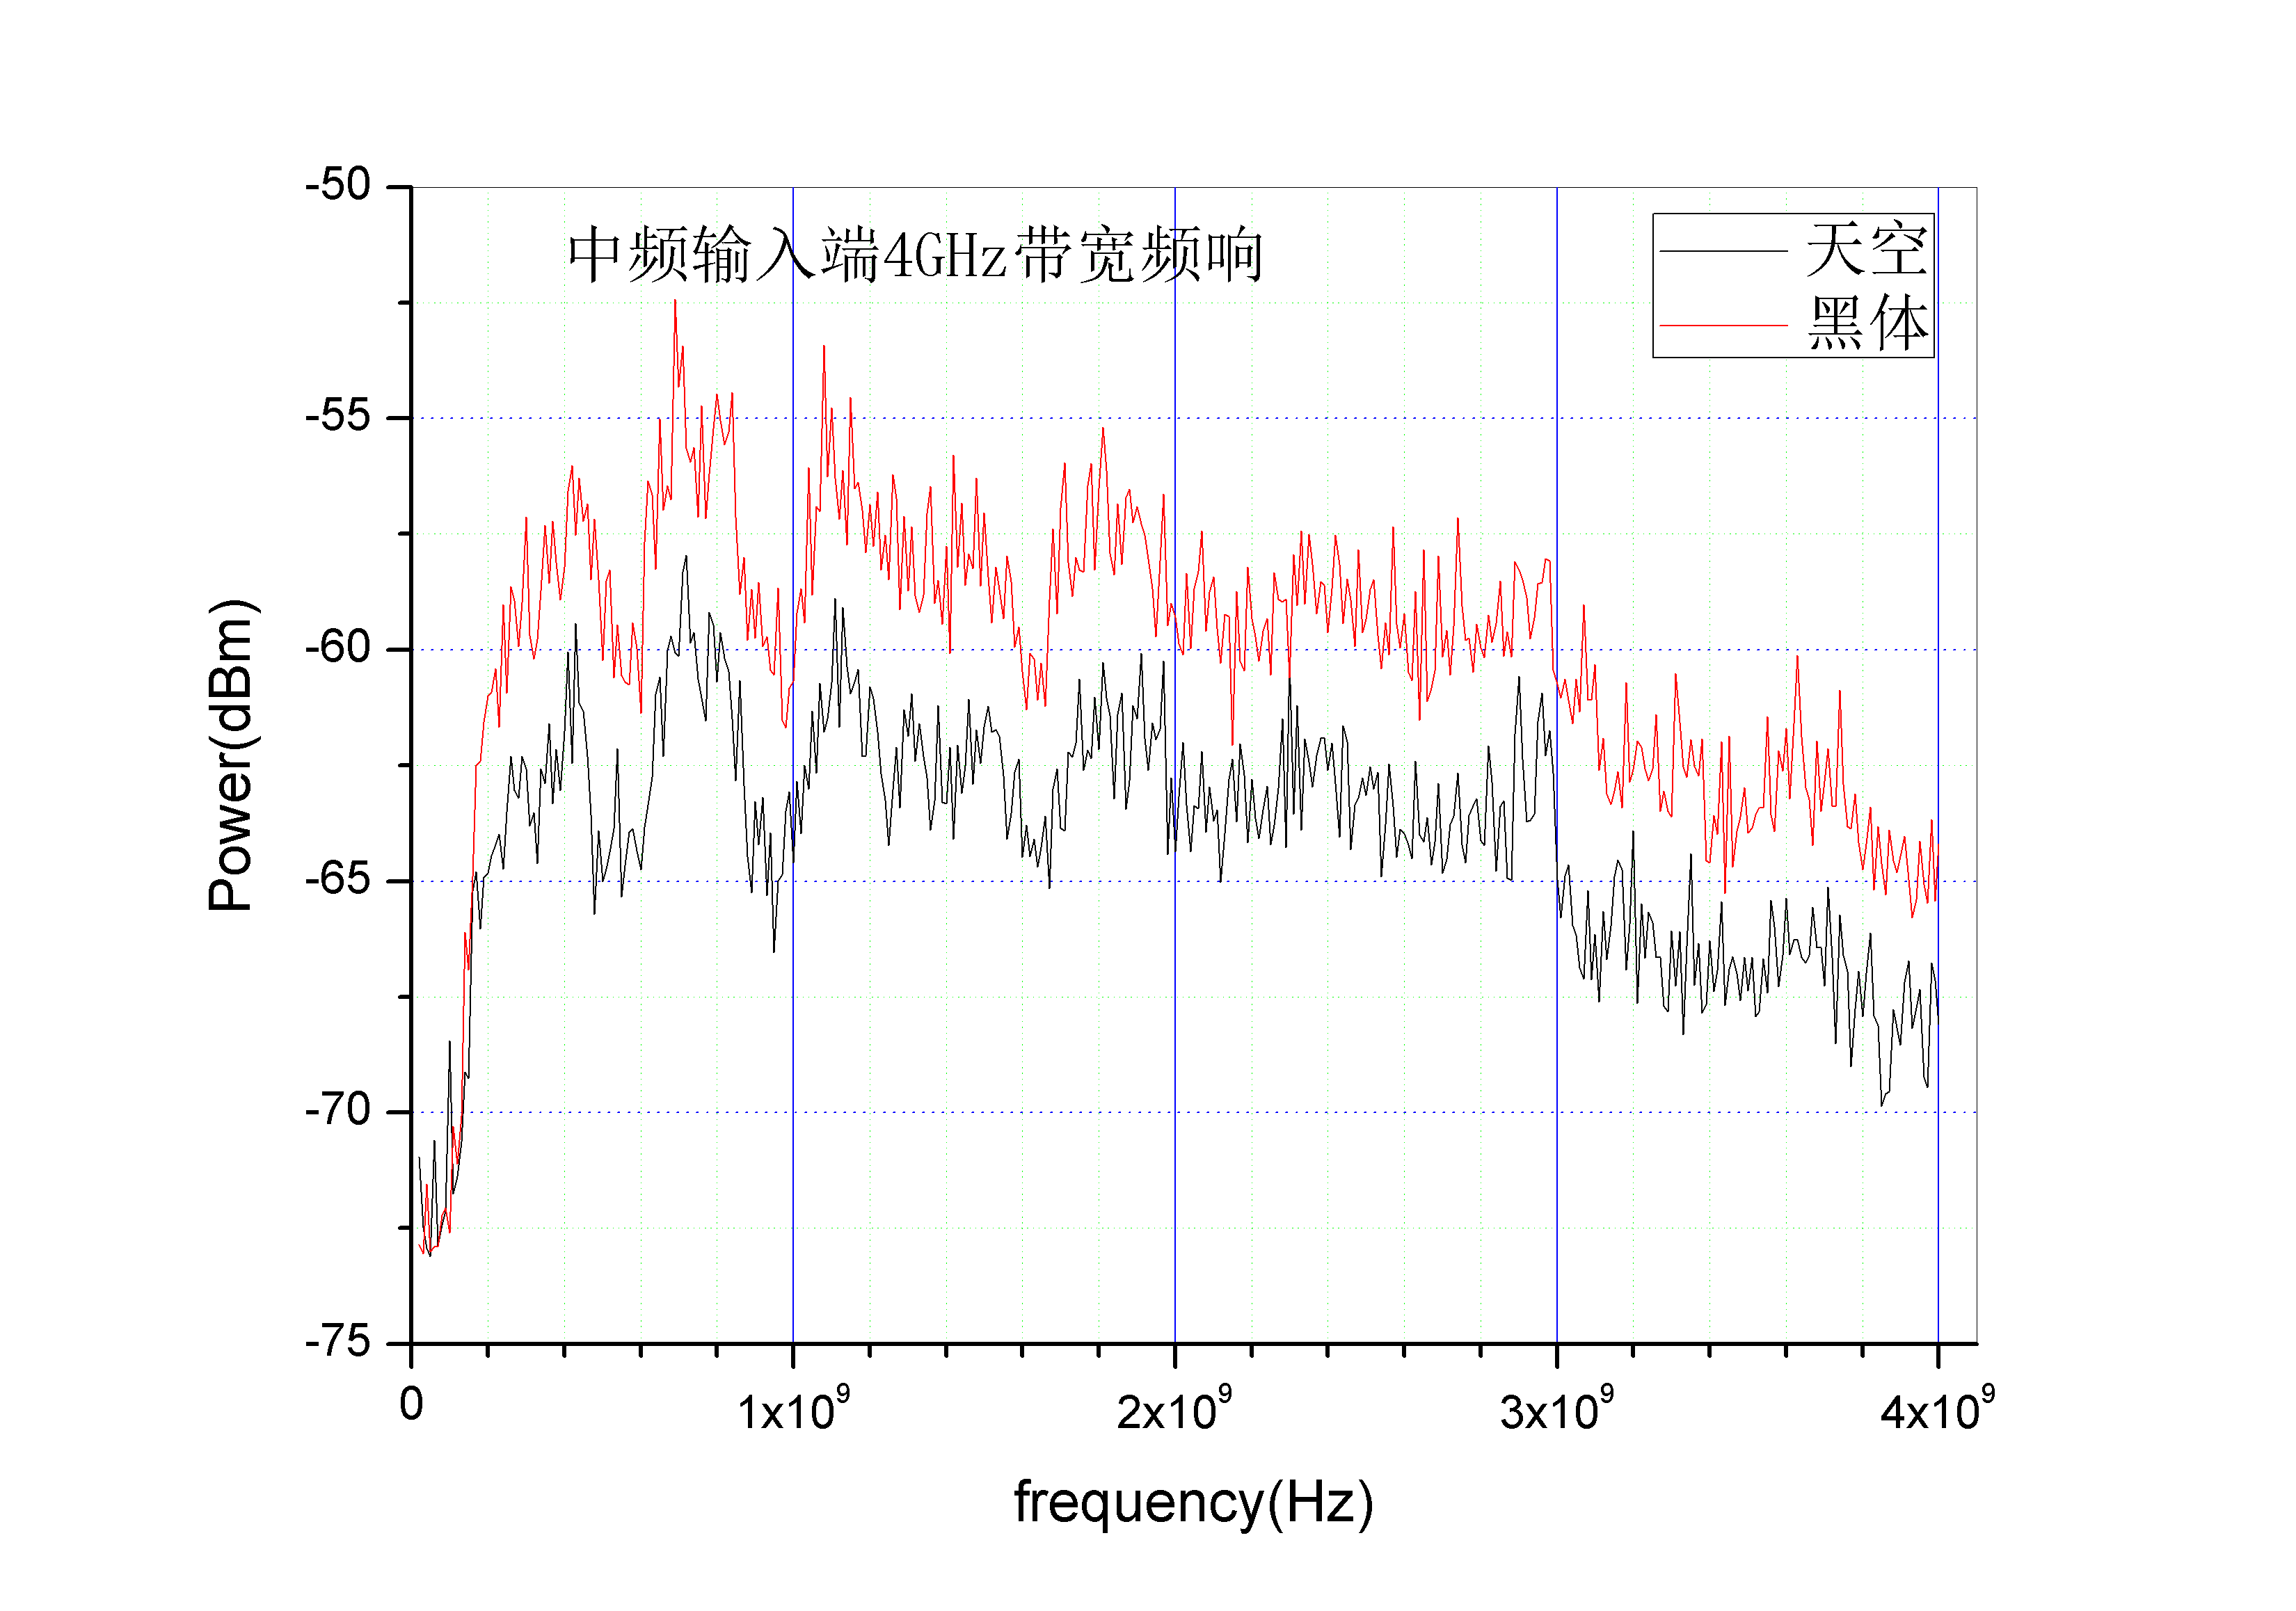 中频输入端4GHz带宽频响
天空
黑体
Power(dBm)
-50
-55
-60
-65
-70
-75
0
1x10⁹
2x10⁹
3x10⁹
4x10⁹
frequency(Hz)